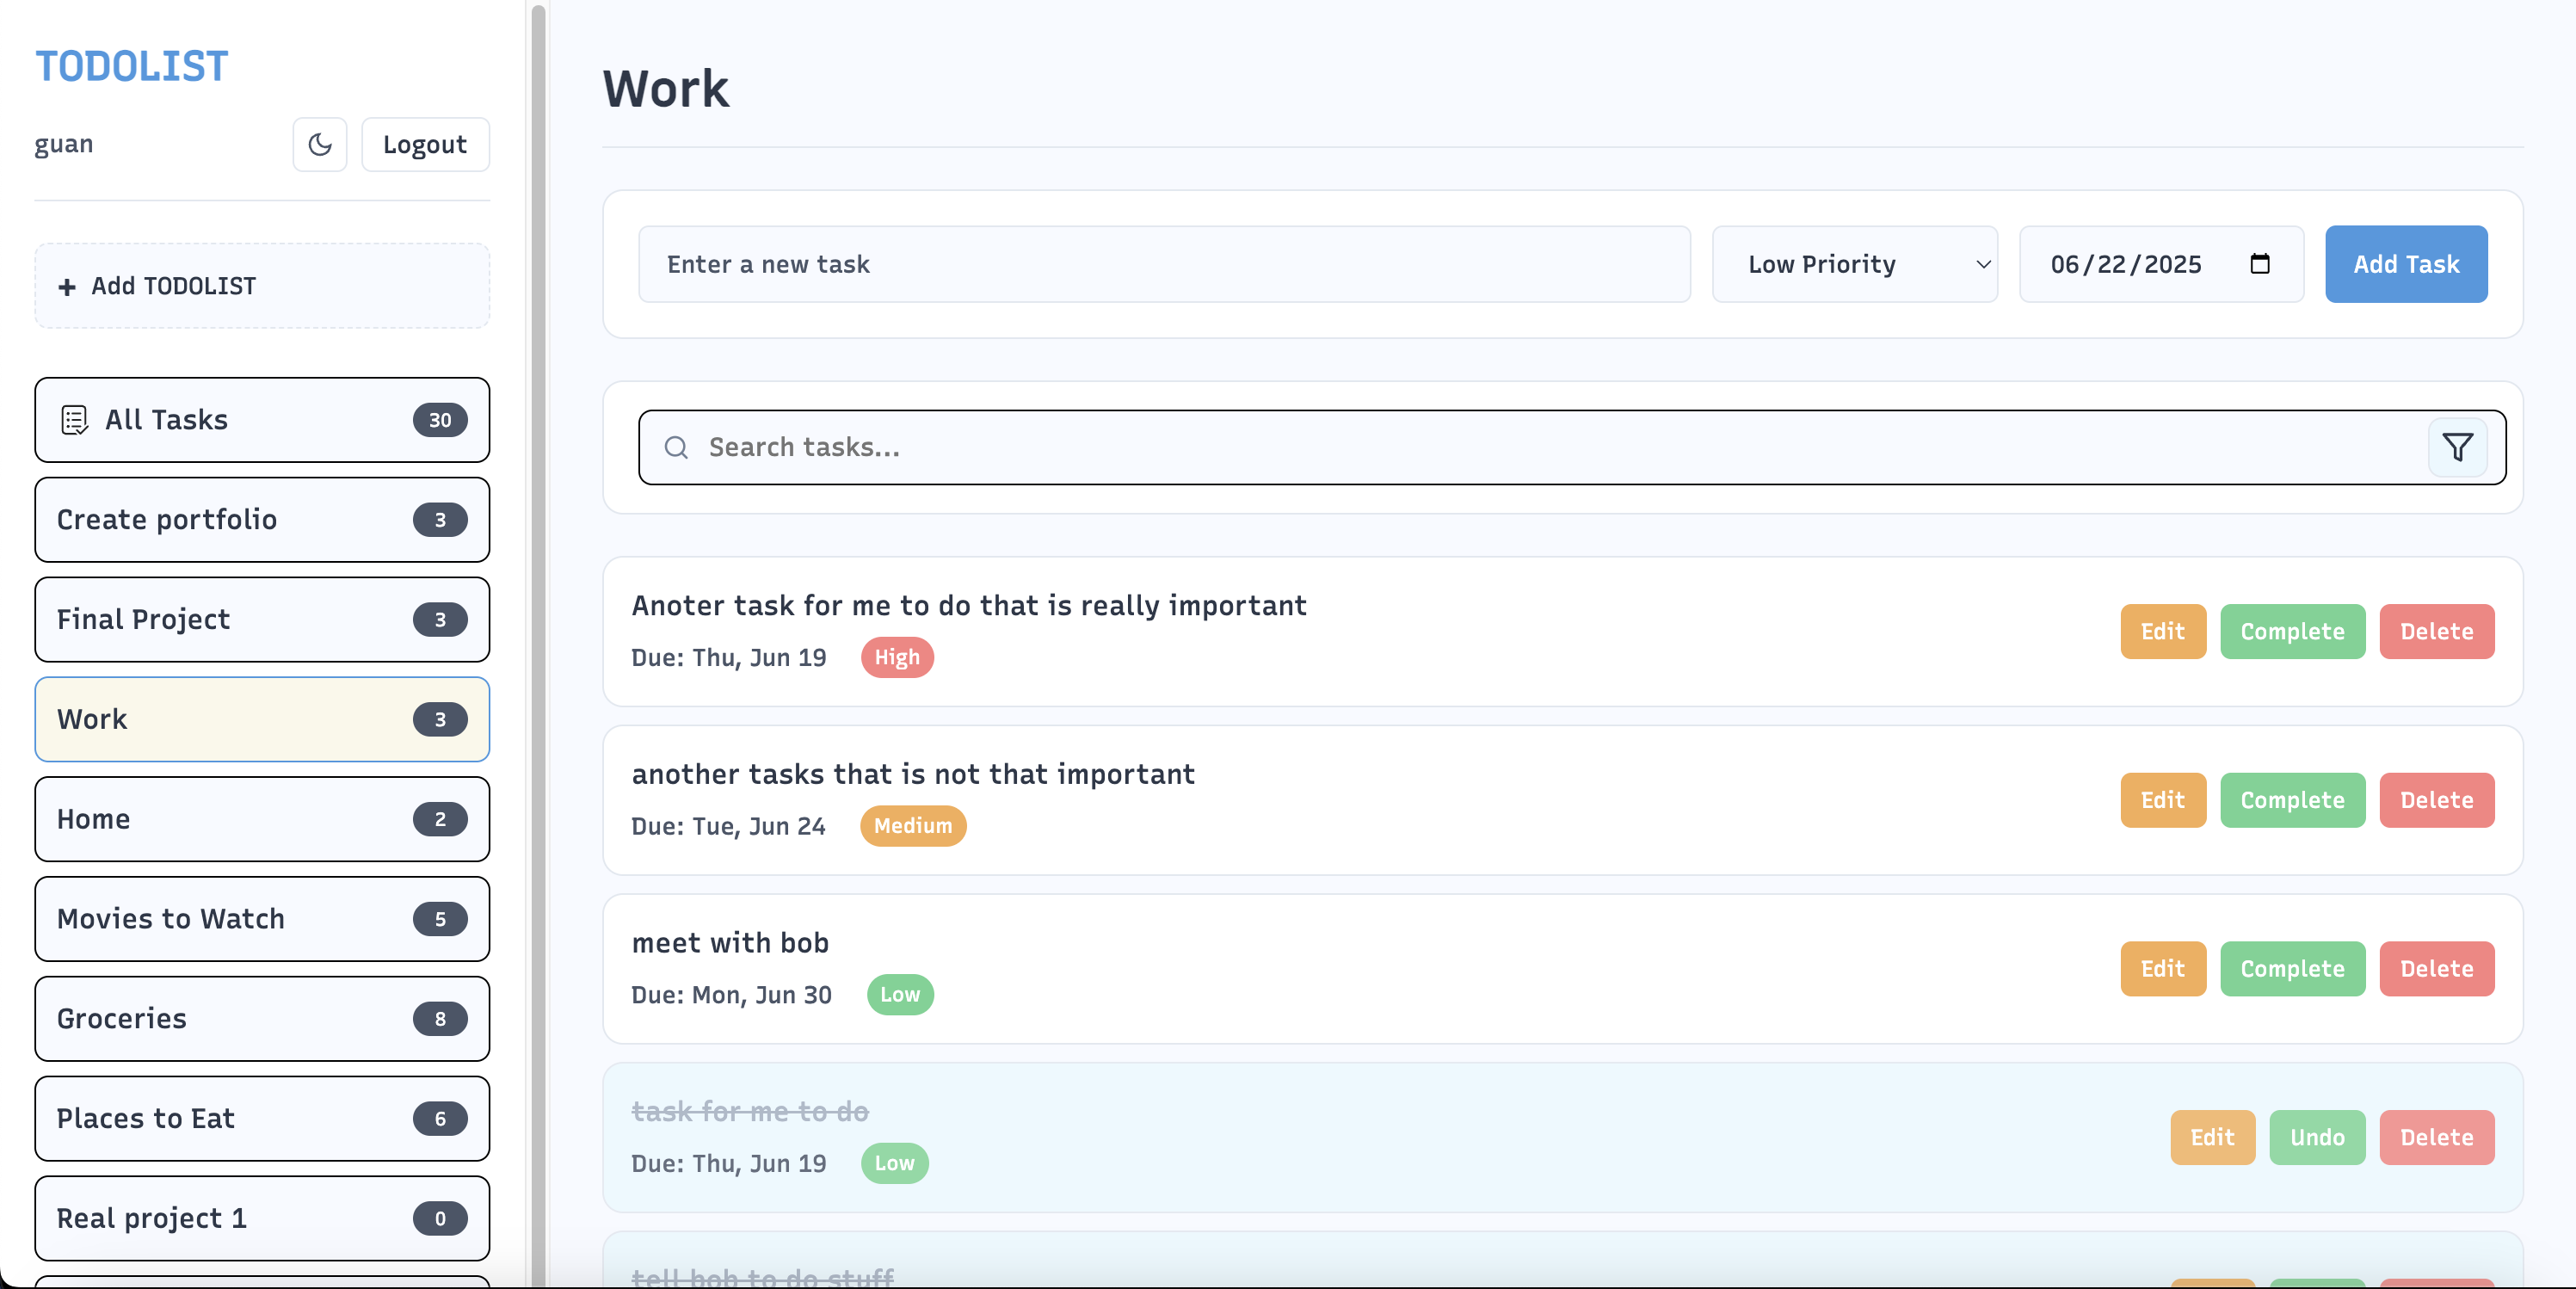 TODOLIST
guan
Logout
+ Add TODOLIST
All Tasks 30
Create portfolio 3
Final Project 3
Work 3
Home 2
Movies to Watch 5
Groceries 8
Places to Eat 6
Real project 1 0
Work
Enter a new task
Low Priority
06/22/2025
Add Task
Search tasks...
Anoter task for me to do that is really important
Due: Thu, Jun 19 High
Edit Complete Delete
another tasks that is not that important
Due: Tue, Jun 24 Medium
Edit Complete Delete
meet with bob
Due: Mon, Jun 30 Low
Edit Complete Delete
task for me to do
Due: Thu, Jun 19 Low
Edit Undo Delete
tell bob to do stuff